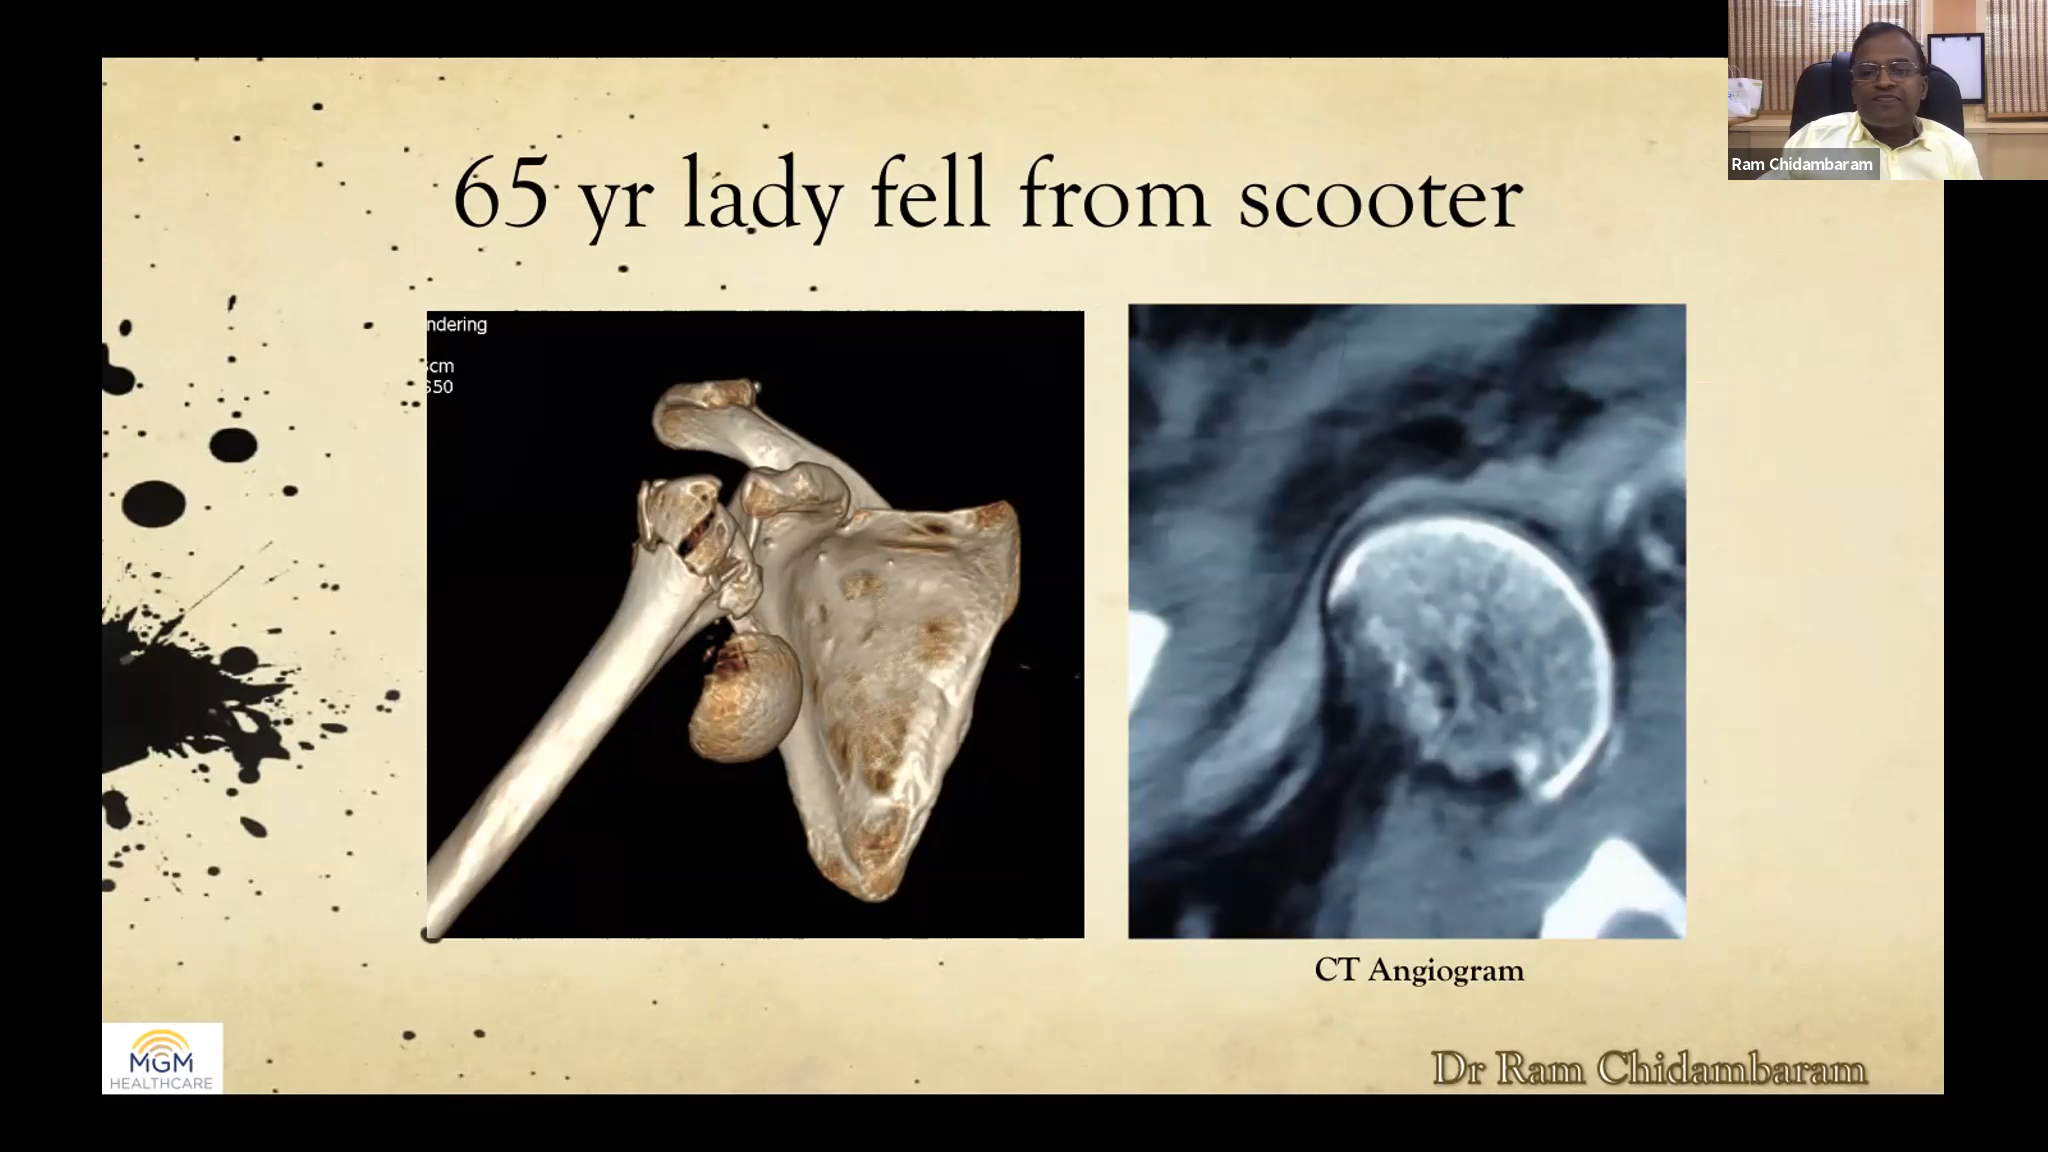 65 yr lady fell from scooter
Ram Chidambaram
ndering
cm
50
CT Angiogram
MGM
HEALTHCARE
Dr Ram Chidambaram